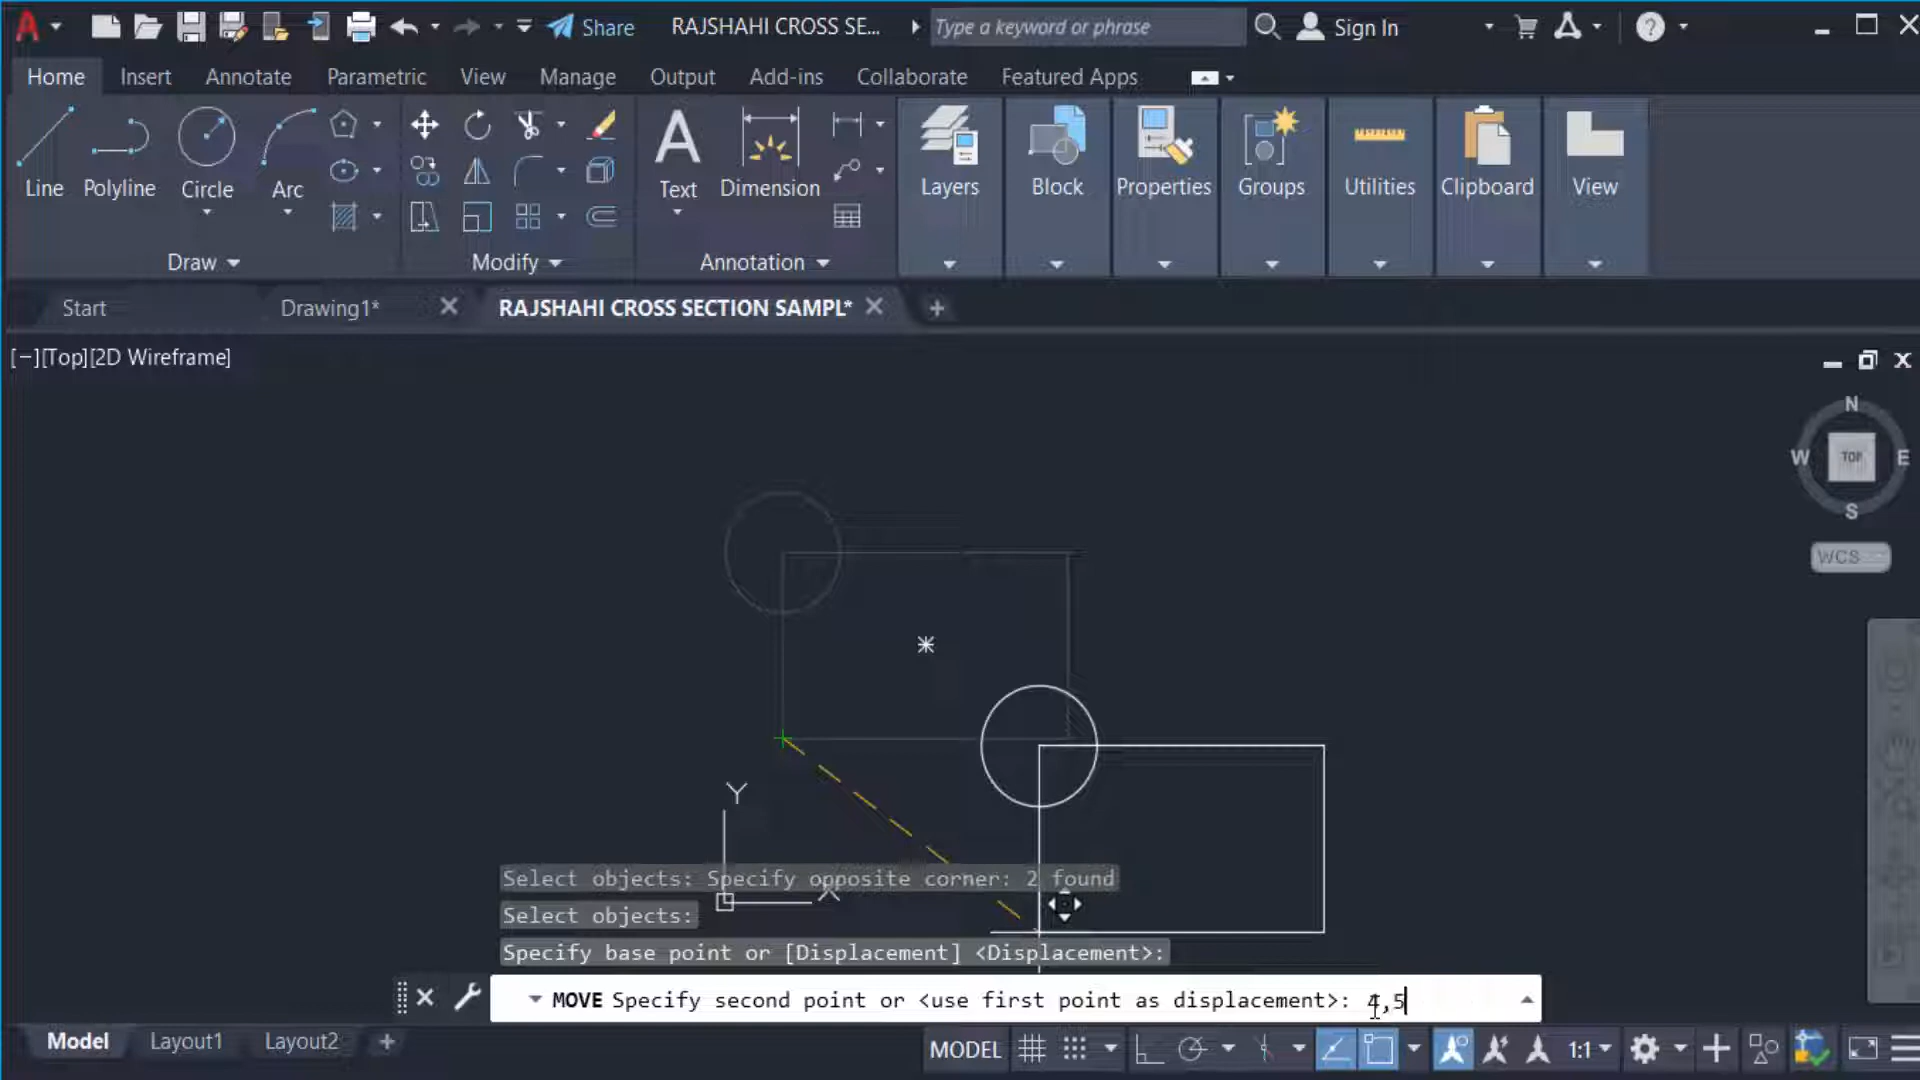 Share RAJSHAHI CROSS SE... Type a keyword or phrase Sign In
Home Insert Annotate Parametric View Manage Output Add-ins Collaborate Featured Apps
Line Polyline Circle Arc Text Dimension Layers Block Properties Groups Utilities Clipboard View
Draw Modify Annotation
Start Drawing1* RAJSHAHI CROSS SECTION SAMPL*
[−][Top][2D Wireframe]
N
W TOP E
S
WCS
Y
X
Select objects: Specify opposite corner: 2 found
Select objects:
Specify base point or [Displacement] <Displacement>:
MOVE Specify second point or <use first point as displacement>: 4,5
Model Layout1 Layout2 MODEL 1:1